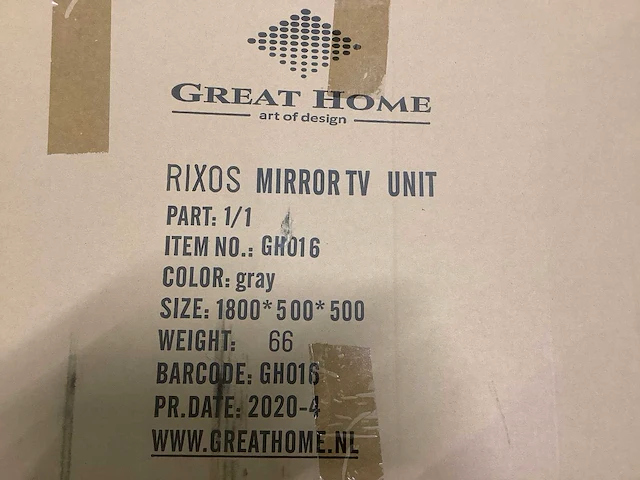 GREAT HOME
art of design
RIXOS MIRROR TV UNIT
PART: 1/1
ITEM NO.: GH016
COLOR: gray
SIZE: 1800*500*500
WEIGHT: 66
BARCODE: GH016
PR.DATE: 2020-4
WWW.GREATHOME.NL